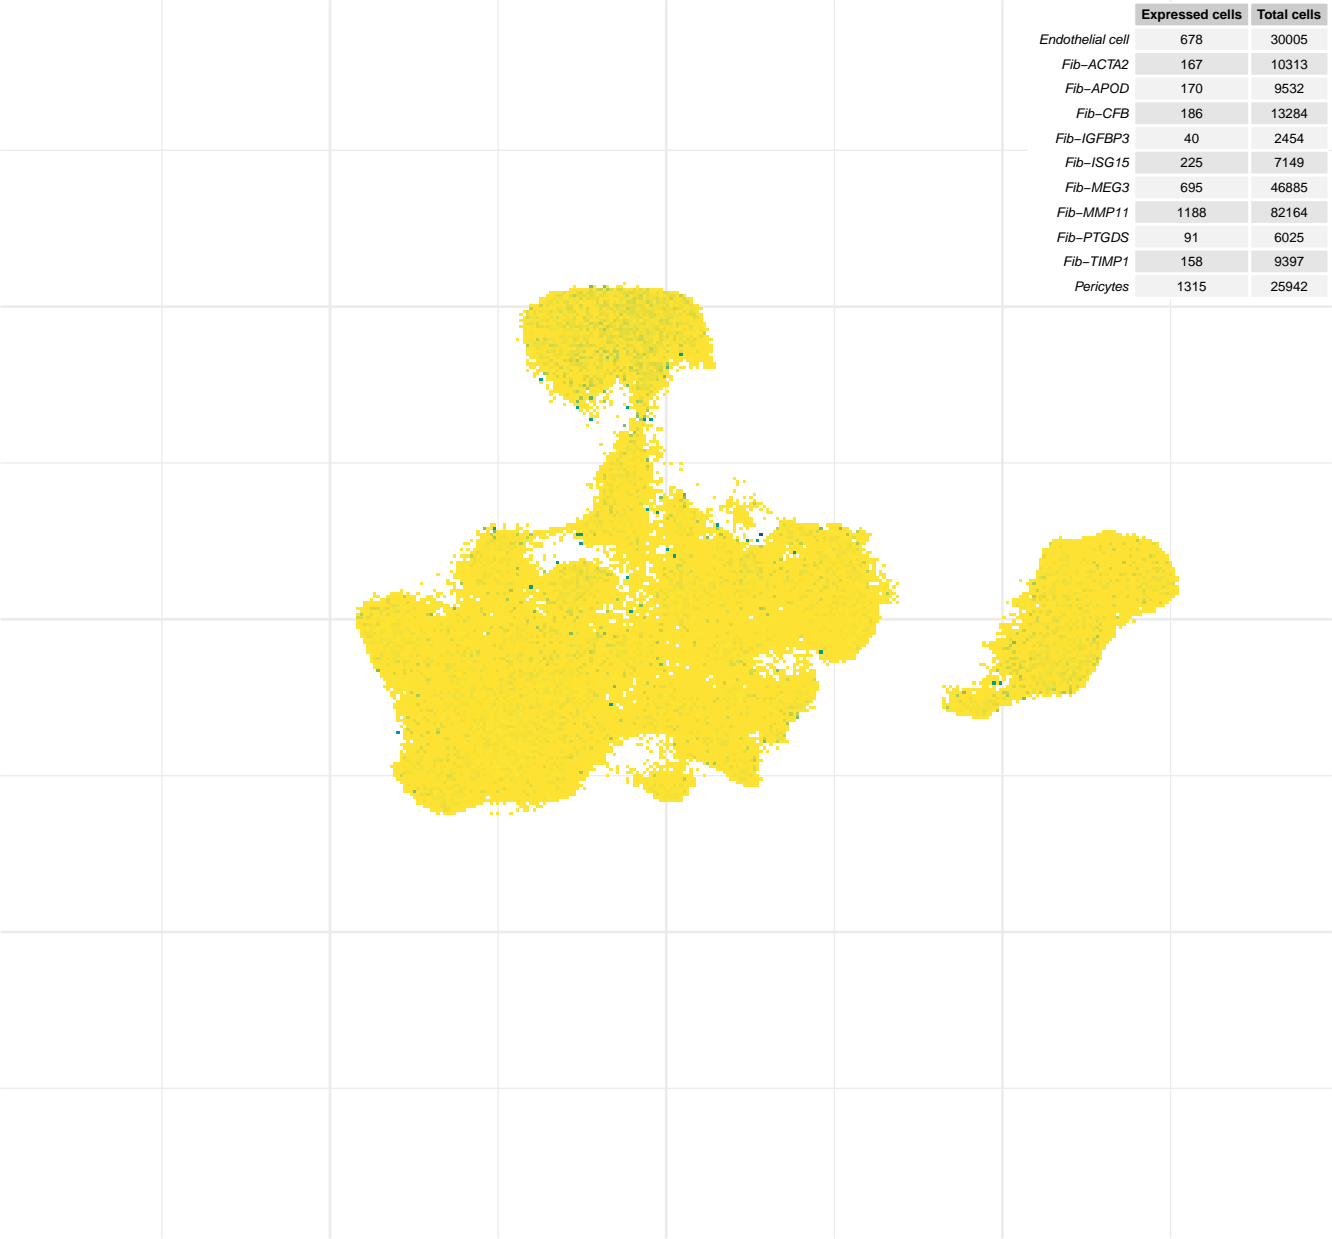 Expressed cells Total cells
Endothelial cell 678 30005
Fib−ACTA2 167 10313
Fib−APOD 170 9532
Fib−CFB 186 13284
Fib−IGFBP3 40 2454
Fib−ISG15 225 7149
Fib−MEG3 695 46885
Fib−MMP11 1188 82164
Fib−PTGDS 91 6025
Fib−TIMP1 158 9397
Pericytes 1315 25942